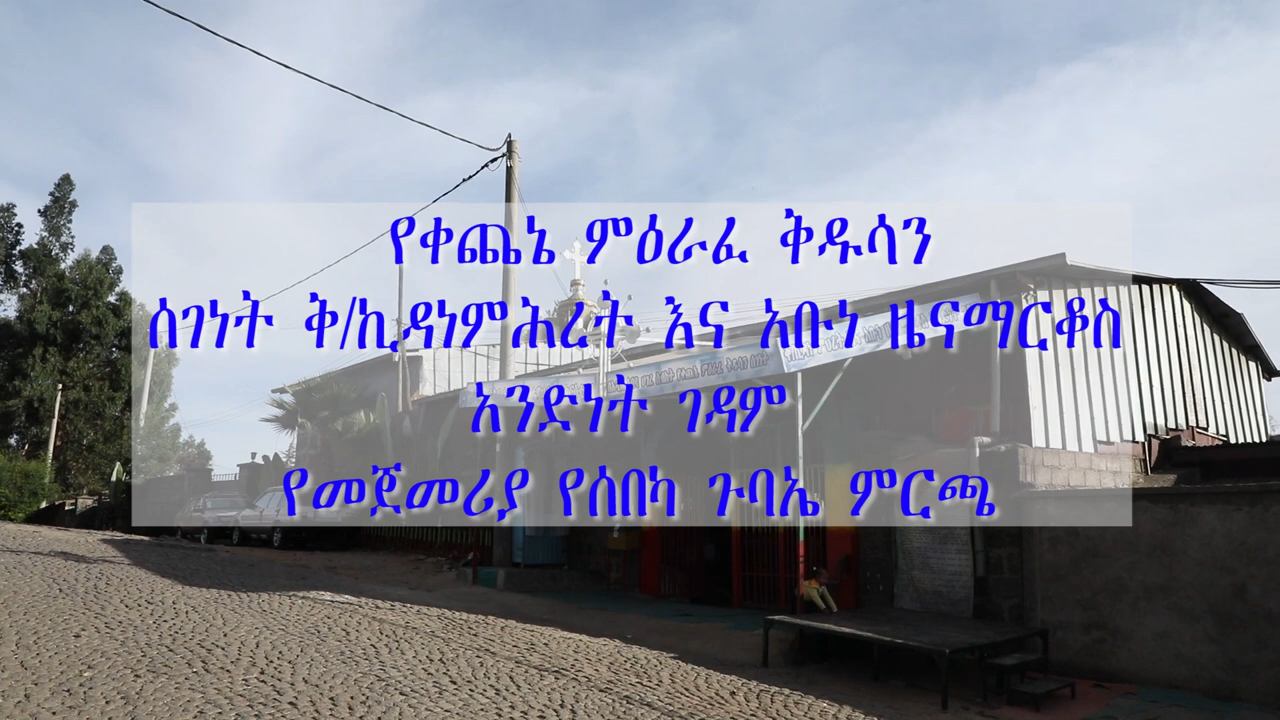 የቀጨኔ ምዕራፈ ቅዱሳን
ሰገነት ቅ/ኪዳነምሕረት እና አቡነ ዜናማርቆስ
አንድነት ገዳም
የመጀመሪያ የሰበካ ጉባኤ ምርጫ